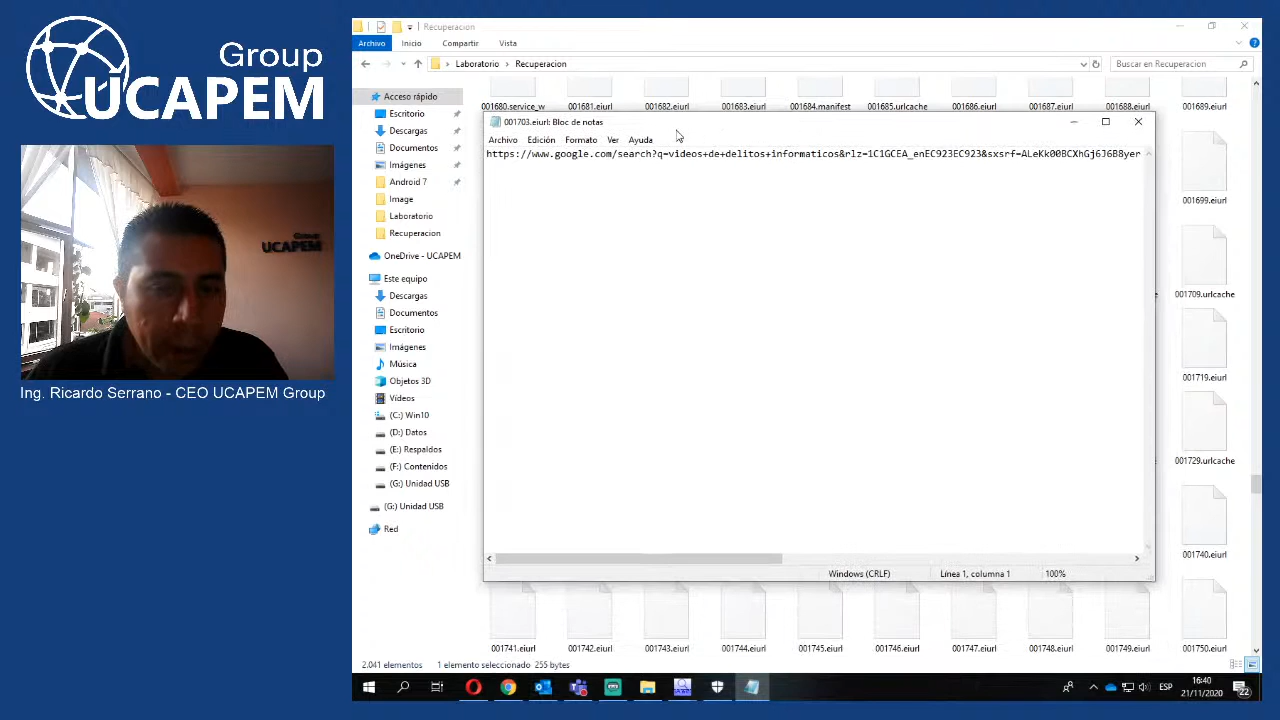 Group
UCAPEM
UCAPEM
Ing. Ricardo Serrano - CEO UCAPEM Group
Recuperacion
Archivo Inicio Compartir Vista
Laboratorio Recuperacion
Buscar en Recuperacion
Acceso rápido
Escritorio
Descargas
Documentos
Imágenes
Android 7
Image
Laboratorio
Recuperacion
OneDrive - UCAPEM
Este equipo
Descargas
Documentos
Escritorio
Imágenes
Música
Objetos 3D
Vídeos
(C:) Win10
(D:) Datos
(E:) Respaldos
(F:) Contenidos
(G:) Unidad USB
(G:) Unidad USB
Red
001680.service_w 001681.eiurl 001682.eiurl 001683.eiurl 001684.manifest 001685.urlcache 001686.eiurl 001687.eiurl 001688.eiurl 001689.eiurl
001703.eiurl: Bloc de notas
Archivo Edición Formato Ver Ayuda
https://www.google.com/search?q=videos+de+delitos+informaticos&rlz=1C1GCEA_enEC923EC923&sxsrf=
Windows (CRLF) Línea 1, columna 1 100%
001699.eiurl
001709.urlcache
001719.eiurl
001729.urlcache
001740.eiurl
001741.eiurl 001742.eiurl 001743.eiurl 001744.eiurl 001745.eiurl 001746.eiurl 001747.eiurl 001748.eiurl 001749.eiurl 001750.eiurl
2.041 elementos 1 elemento seleccionado 255 bytes
ESP
16:40
21/11/2020
22